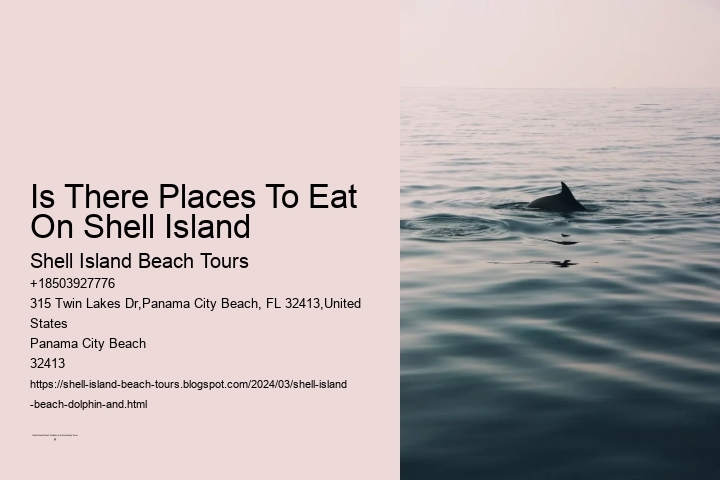 Is There Places To Eat
On Shell Island
Shell Island Beach Tours
+18503927776
315 Twin Lakes Dr,Panama City Beach, FL 32413,United
States
Panama City Beach
32413
https://shell-island-beach-tours.blogspot.com/2024/03/shell-island
-beach-dolphin-and.html